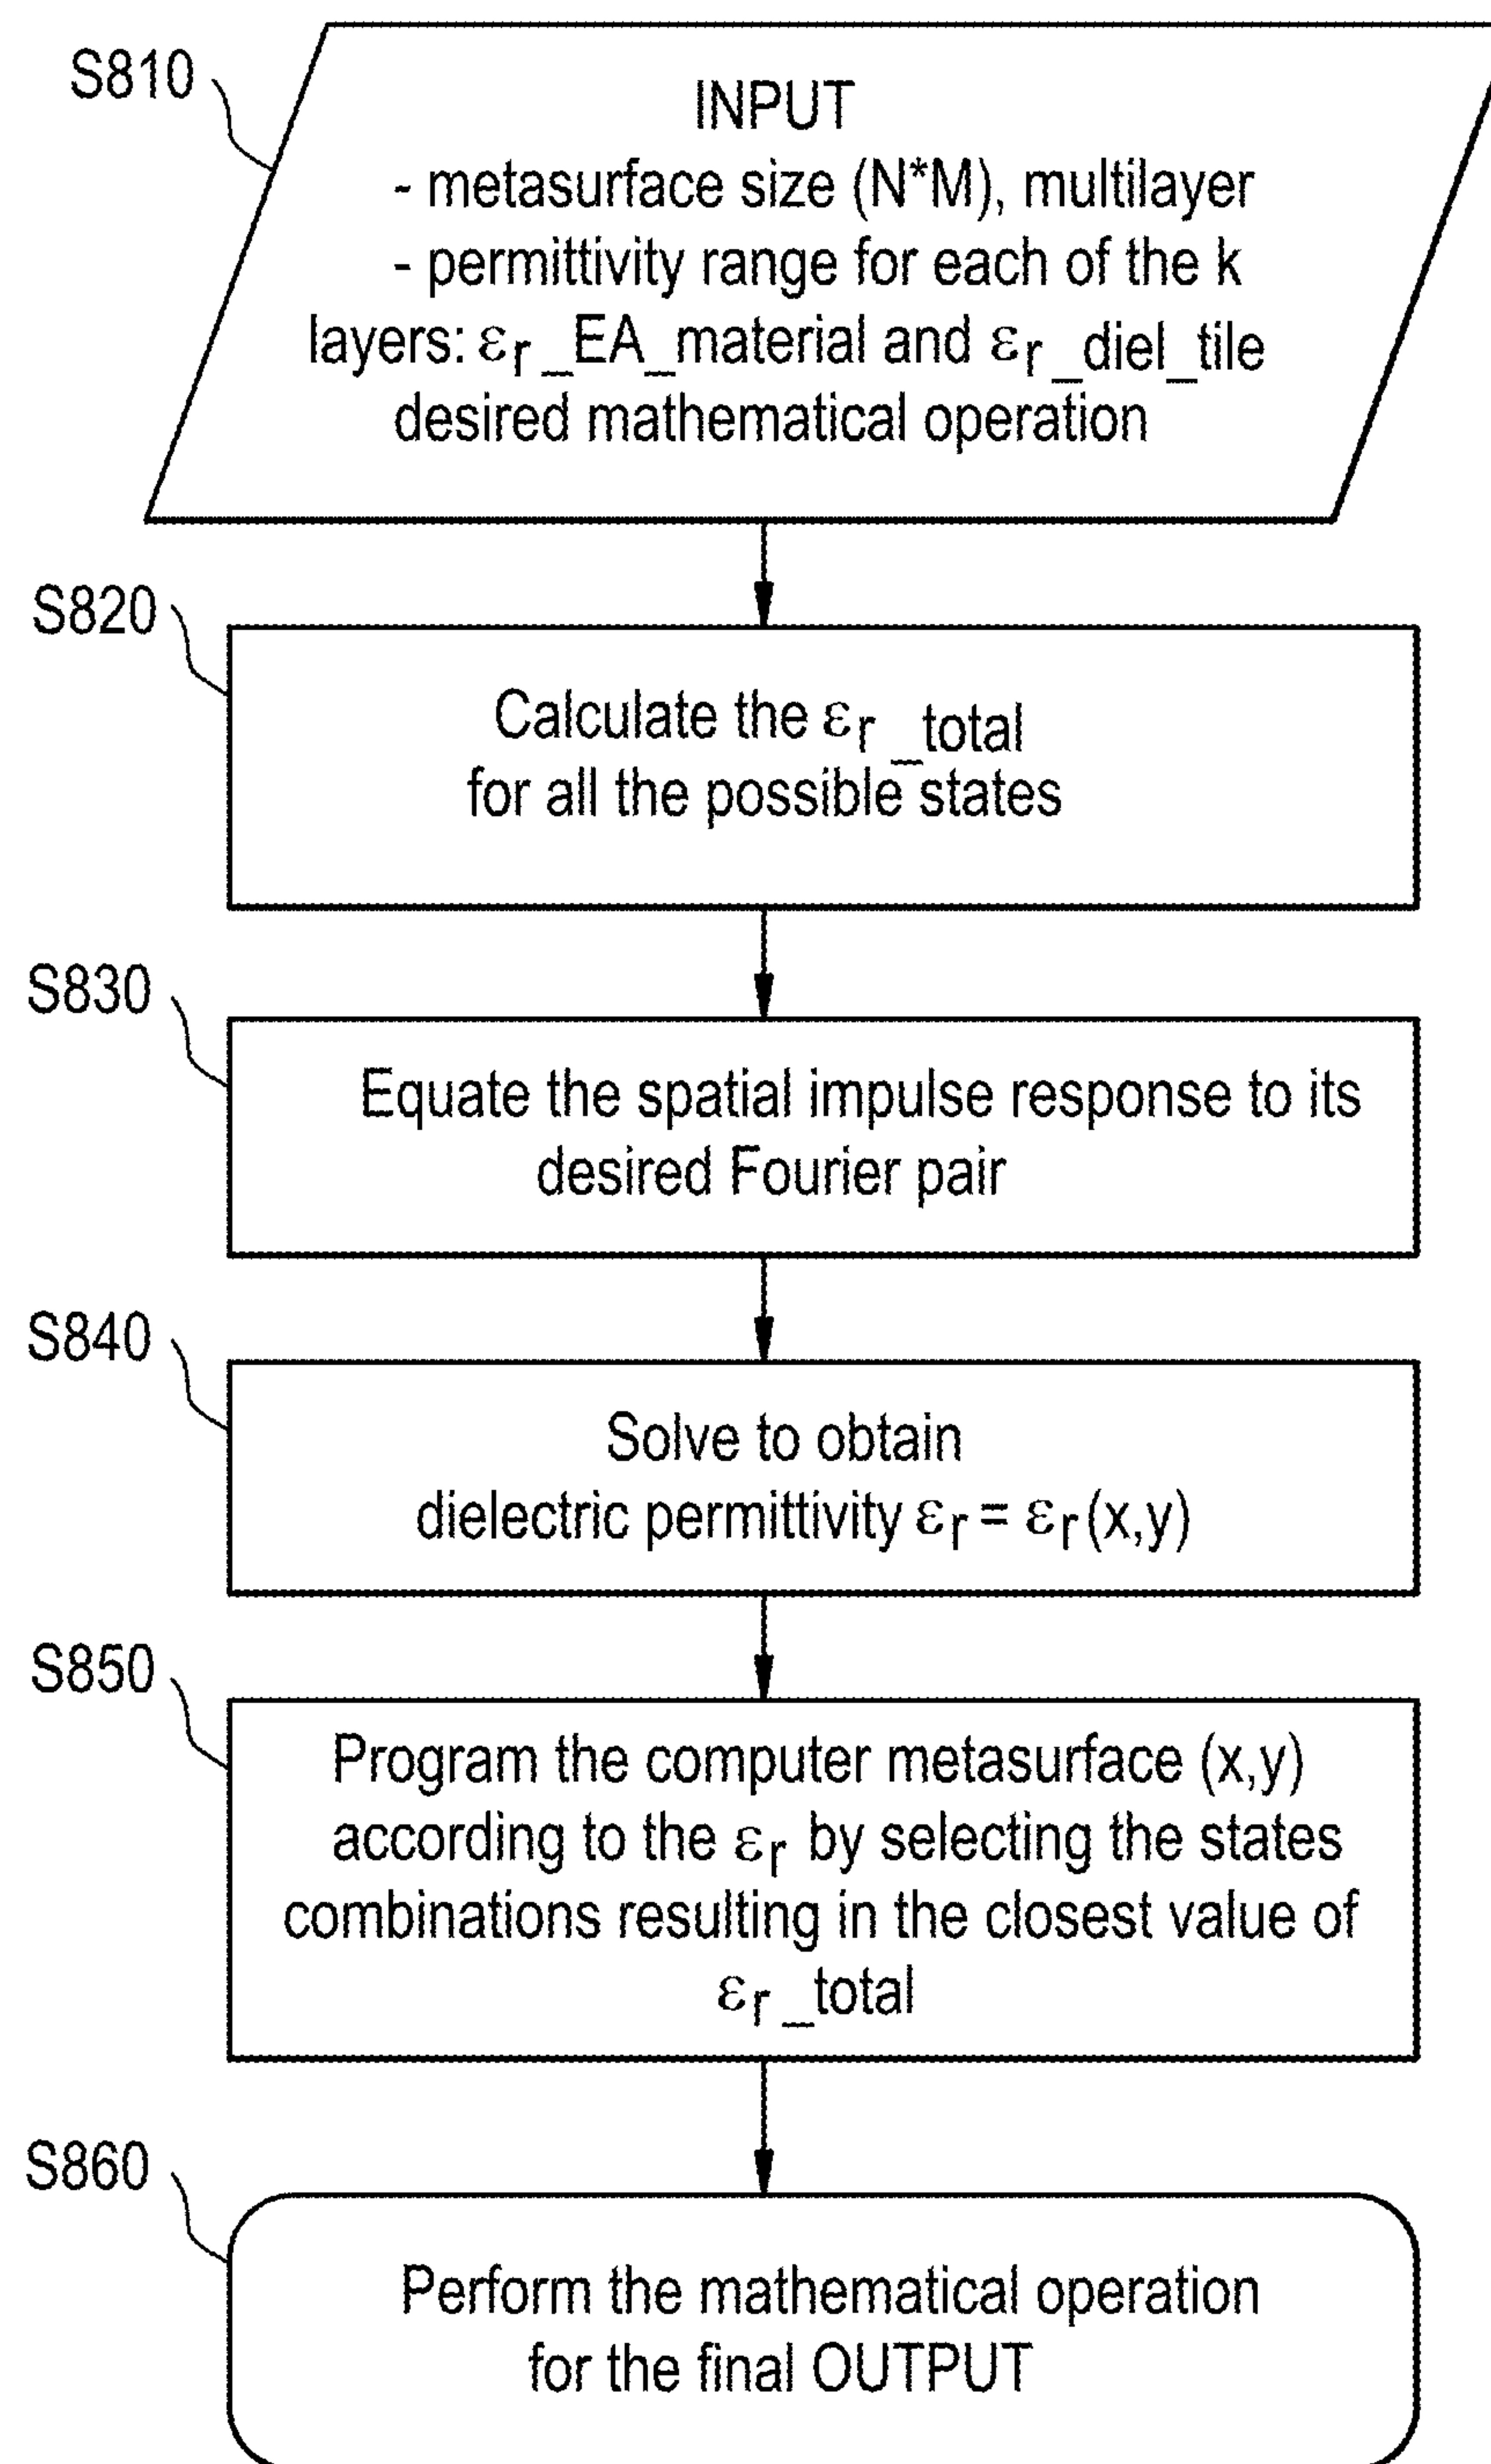 S810
INPUT
- metasurface size (N*M), multilayer
- permittivity range for each of the k
layers: εr_EA_material and εr_diel_tile
desired mathematical operation
S820
Calculate the εr_total
for all the possible states
S830
Equate the spatial impulse response to its
desired Fourier pair
S840
Solve to obtain
dielectric permittivity εr = εr(x,y)
S850
Program the computer metasurface (x,y)
according to the εr by selecting the states
combinations resulting in the closest value of
εr_total
S860
Perform the mathematical operation
for the final OUTPUT